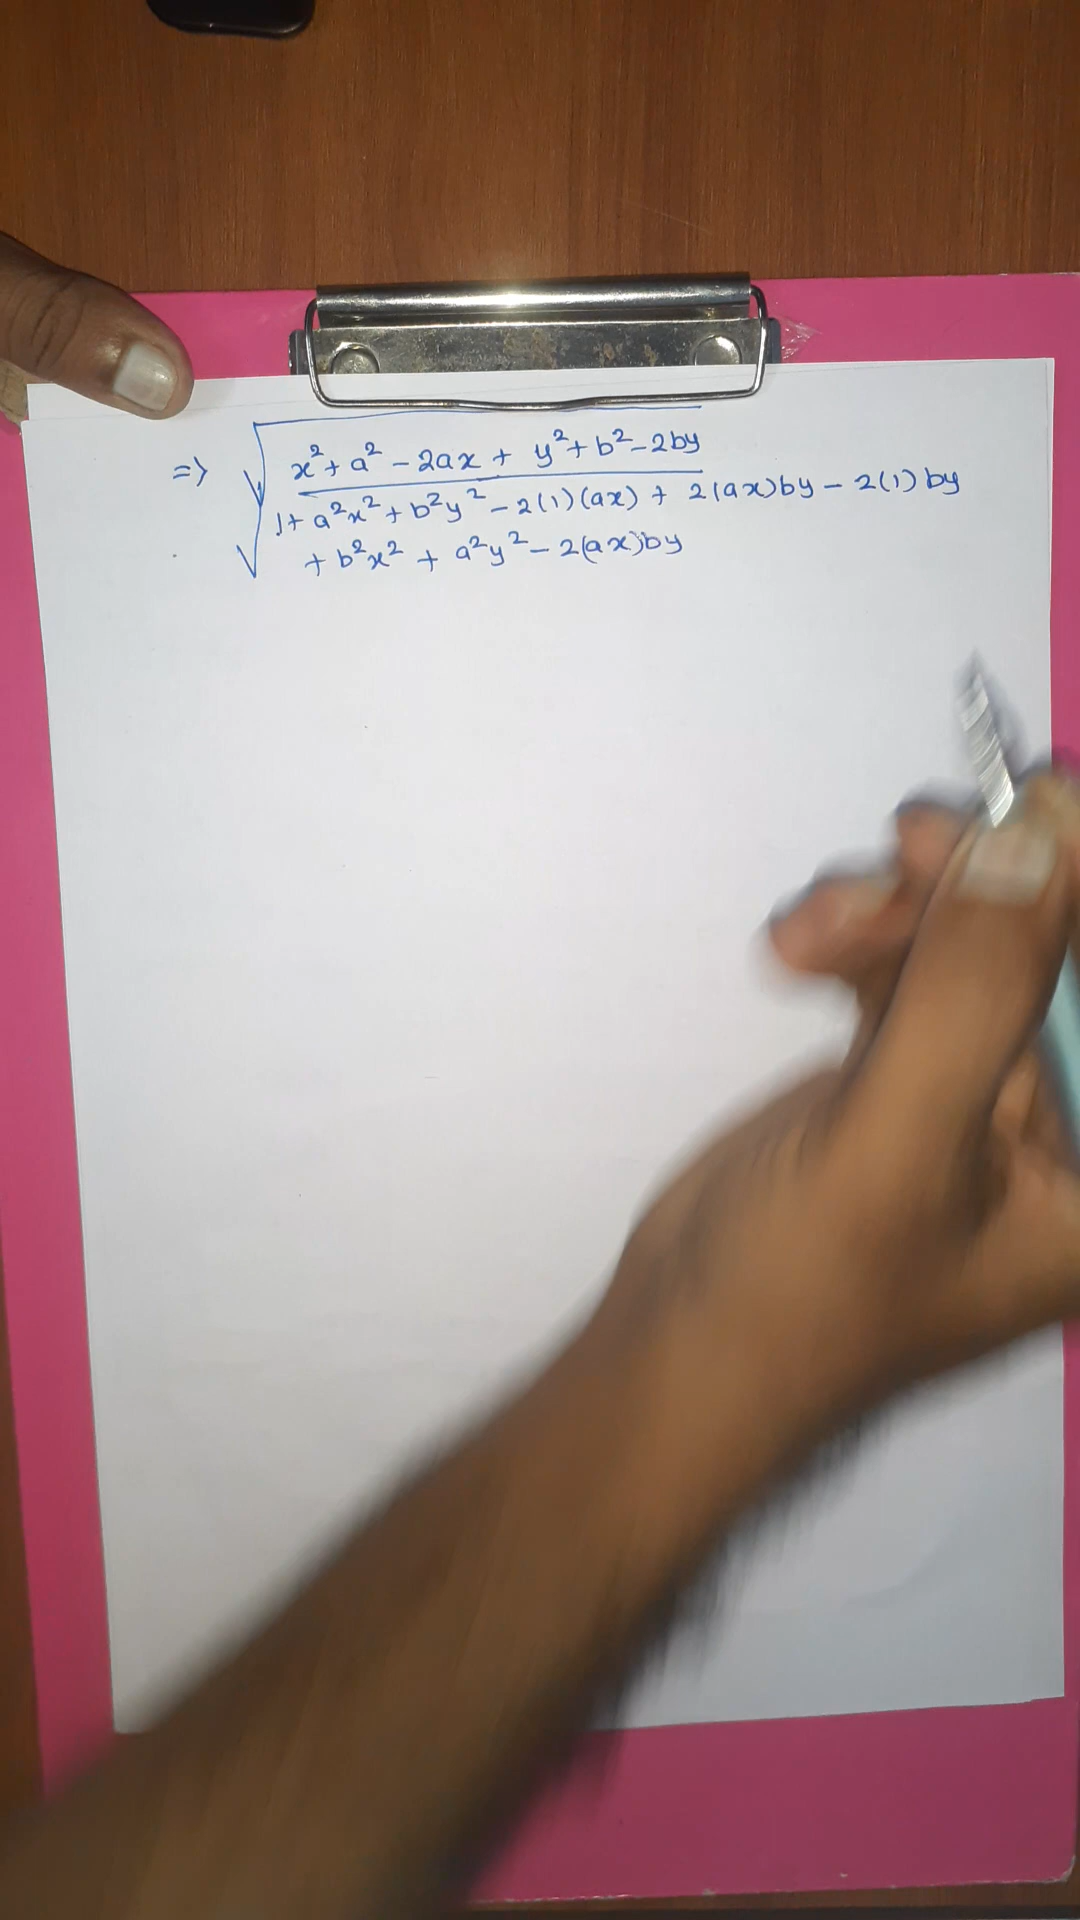 => √ x² + a² - 2ax + y² + b² - 2by
1 + a²x² + b²y² - 2(1)(ax) + 2(ax)by - 2(1)by
+ b²x² + a²y² - 2(ax)by